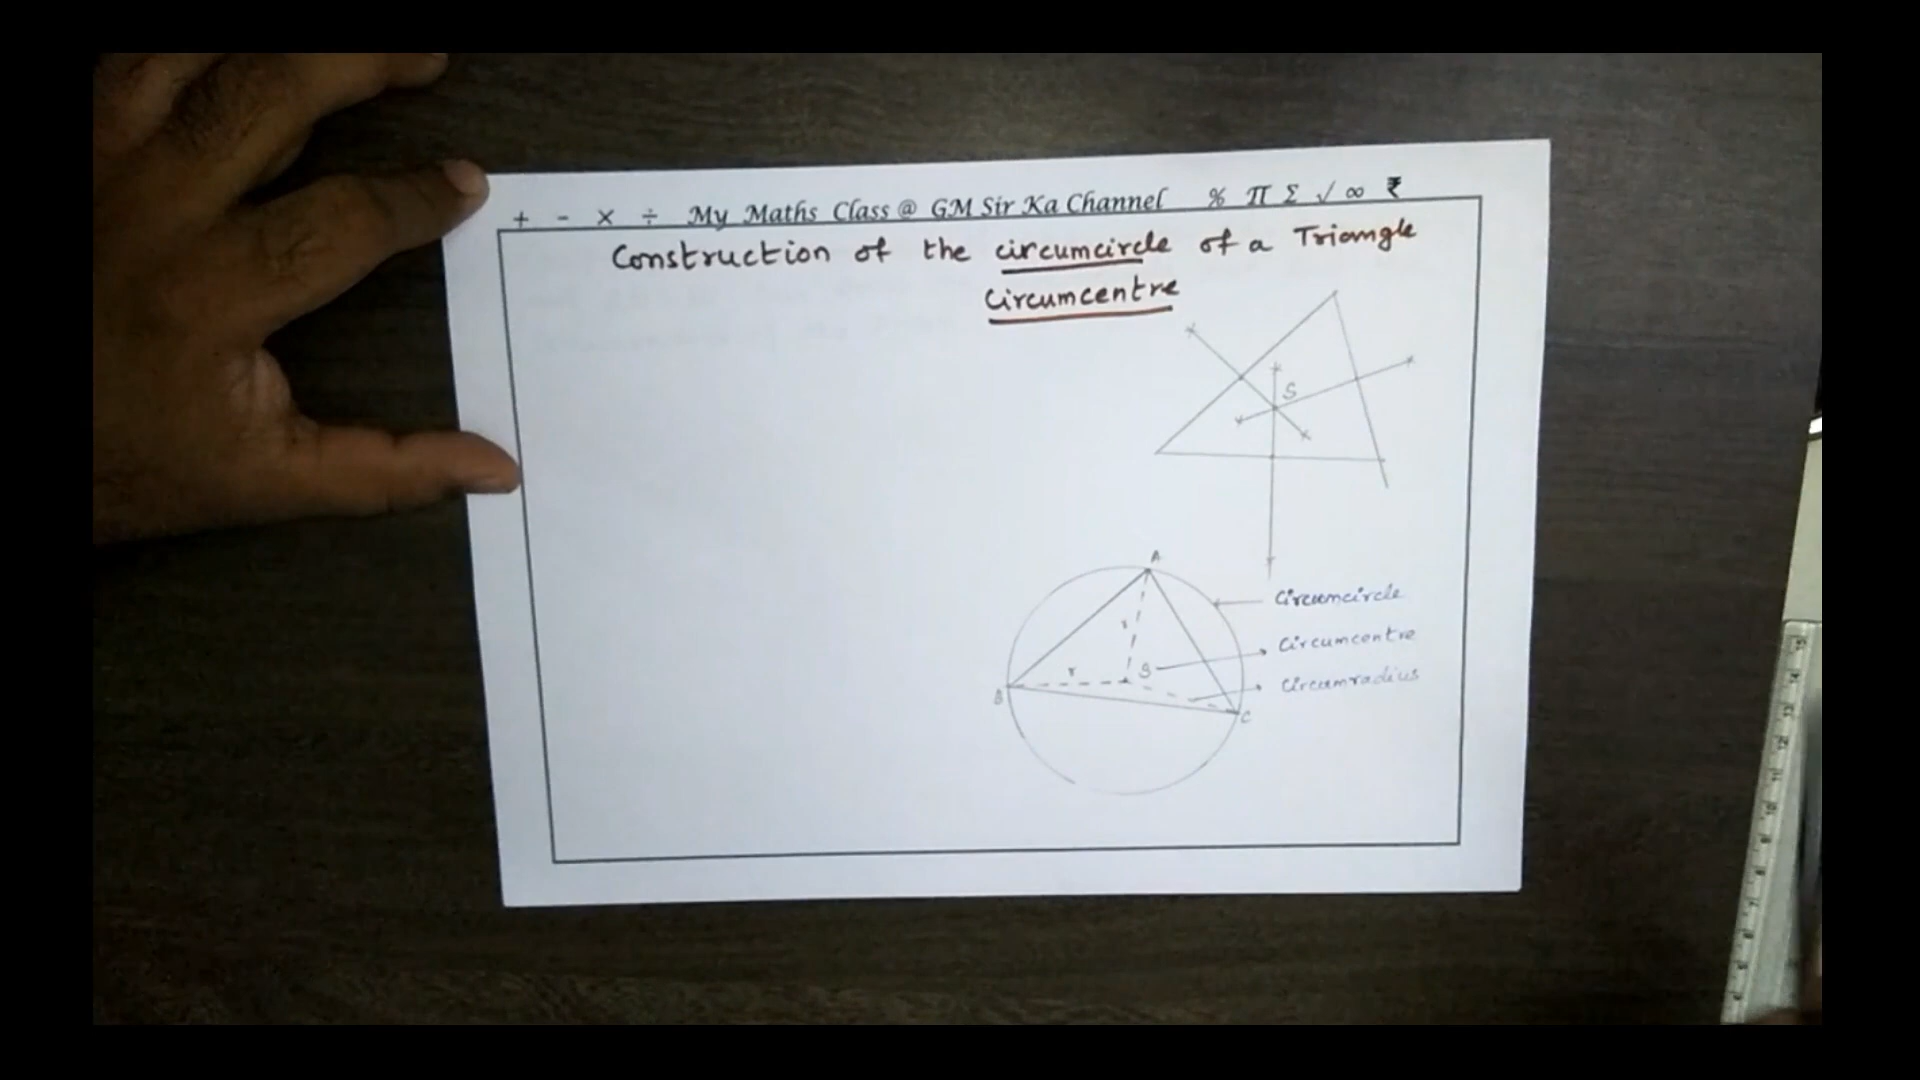 + - × ÷ My Maths Class @ GM Sir Ka Channel % Π Σ √ ∞ ₹
Construction of the circumcircle of a Triangle
Circumcentre
S
A
Circumcircle
r
Circumcentre
r
S
Circumradius
B
C